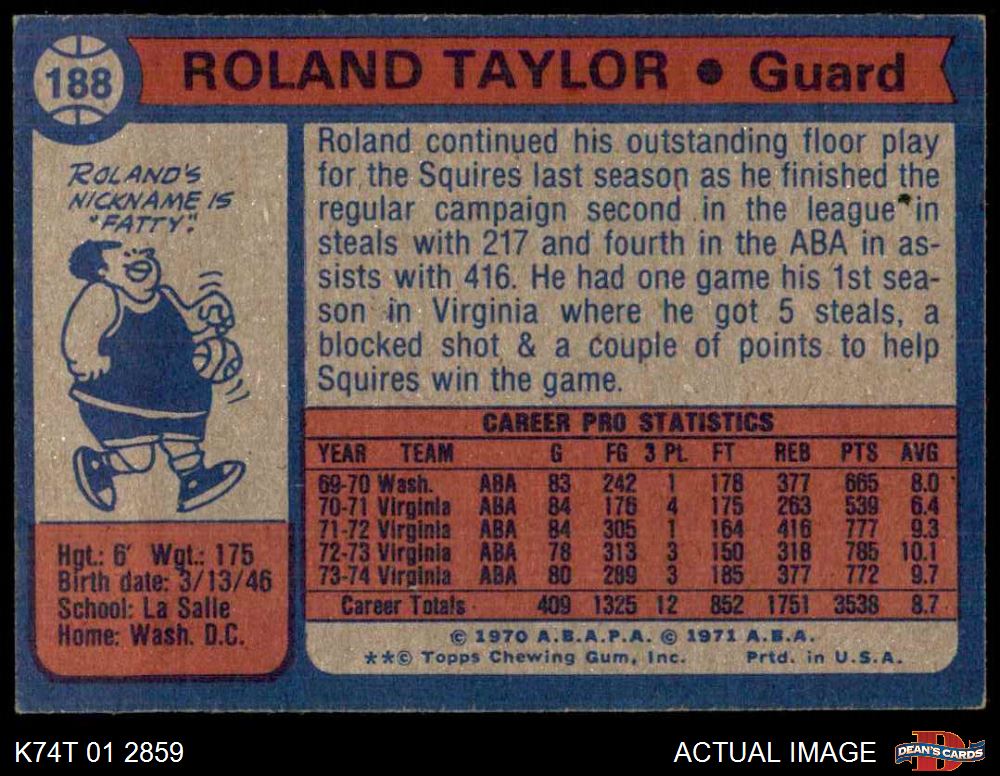 188
ROLAND TAYLOR • Guard
ROLAND'S
NICKNAME IS
"FATTY".
Roland continued his outstanding floor play
for the Squires last season as he finished the
regular campaign second in the league in
steals with 217 and fourth in the ABA in as-
sists with 416. He had one game his 1st sea-
son in Virginia where he got 5 steals, a
blocked shot & a couple of points to help
Squires win the game.
Hgt.: 6' Wgt.: 175
Birth date: 3/13/46
School: La Salle
Home: Wash. D.C.
CAREER PRO STATISTICS
YEAR TEAM G FG 3 Pt. FT REB PTS AVG
69-70 Wash. ABA 83 242 1 178 377 665 8.0
70-71 Virginia ABA 84 176 4 175 263 539 6.4
71-72 Virginia ABA 84 305 1 164 416 777 9.3
72-73 Virginia ABA 78 313 3 150 318 785 10.1
73-74 Virginia ABA 80 289 3 185 377 772 9.7
Career Totals 409 1325 12 852 1751 3538 8.7
© 1970 A.B.A.P.A. © 1971 A.B.A.
**© Topps Chewing Gum, Inc. Prtd. in U.S.A.
K74T 01 2859
ACTUAL IMAGE
DEAN'S CARDS